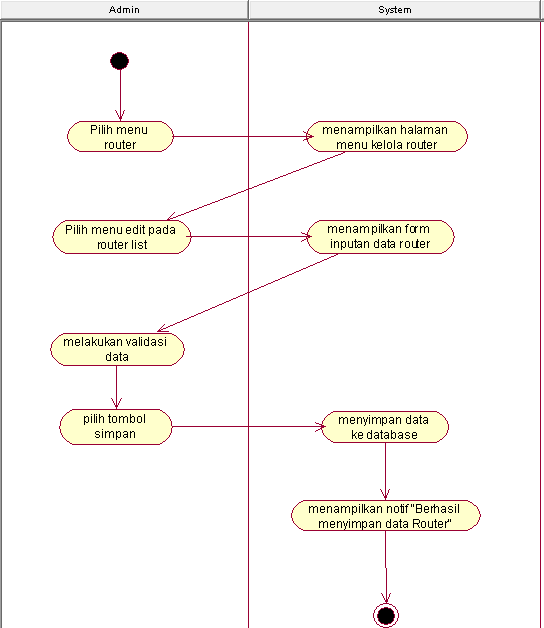 Admin
System
Pilih menu
router
menampilkan halaman
menu kelola router
Pilih menu edit pada
router list
menampilkan form
inputan data router
melakukan validasi
data
pilih tombol
simpan
menyimpan data
ke database
menampilkan notif "Berhasil
menyimpan data Router"